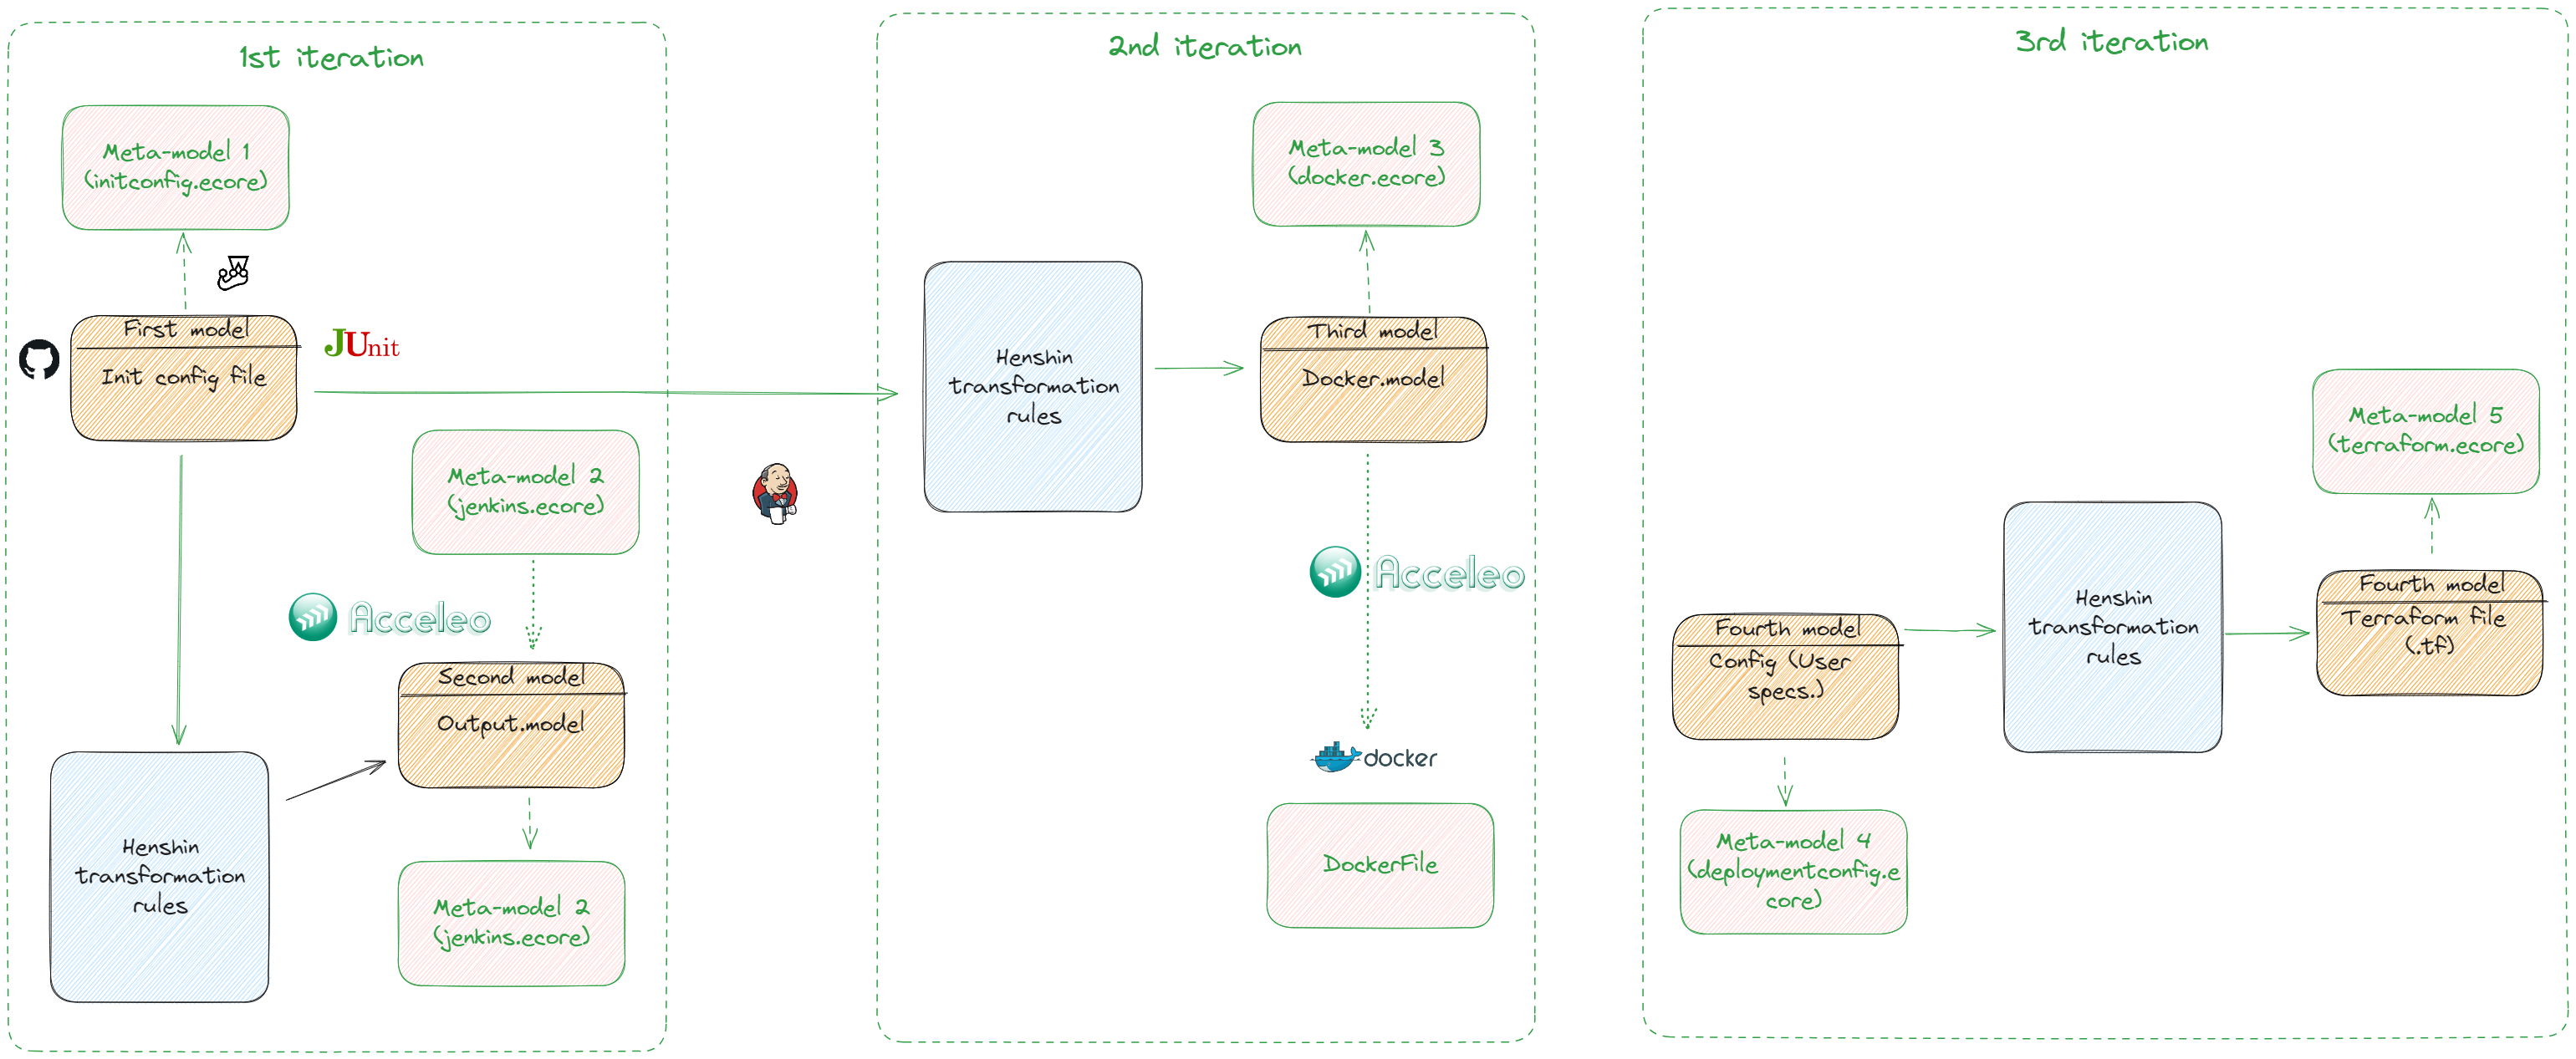 1st iteration
Meta-model 1
(initconfig.ecore)
First model
Init config file
JUnit
Meta-model 2
(jenkins.ecore)
Acceleo
Second model
Output.model
Henshin
transformation
rules
Meta-model 2
(jenkins.ecore)
2nd iteration
Meta-model 3
(docker.ecore)
Henshin
transformation
rules
Third model
Docker.model
Acceleo
docker
DockerFile
3rd iteration
Meta-model 5
(terraform.ecore)
Henshin
transformation
rules
Fourth model
Terraform file
(.tf)
Fourth model
Config (User
specs.)
Meta-model 4
(deploymentconfig.e
core)